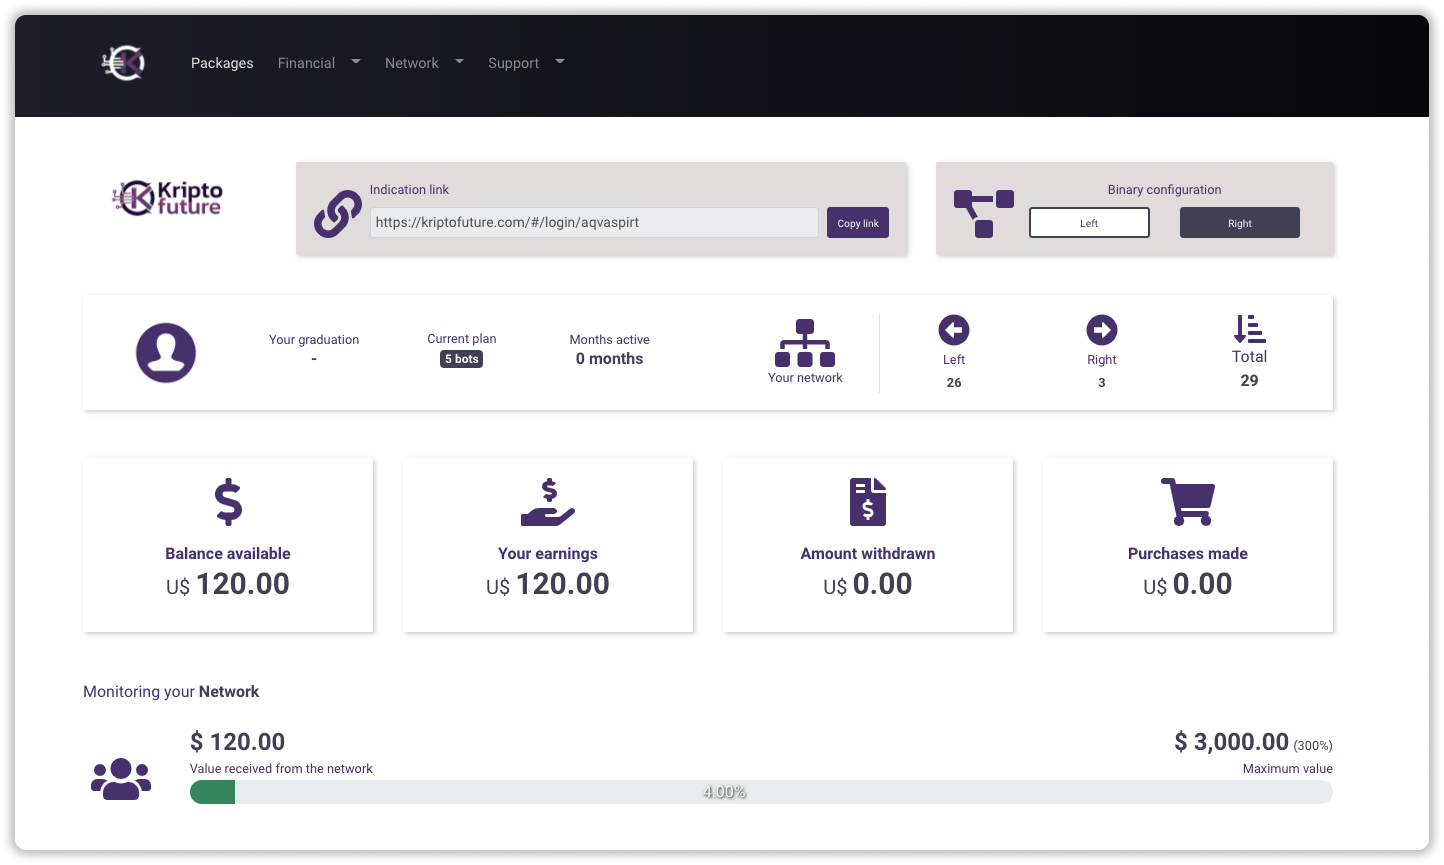 Packages Financial Network Support
Kripto
future
Indication link
https://kriptofuture.com/#/login/aqvaspirt
Copy link
Binary configuration
Left Right
Your graduation
-
Current plan
5 bots
Months active
0 months
Your network
Left
26
Right
3
Total
29
Balance available
U$ 120.00
Your earnings
U$ 120.00
Amount withdrawn
U$ 0.00
Purchases made
U$ 0.00
Monitoring your Network
$ 120.00
Value received from the network
$ 3,000.00 (300%)
Maximum value
4.00%